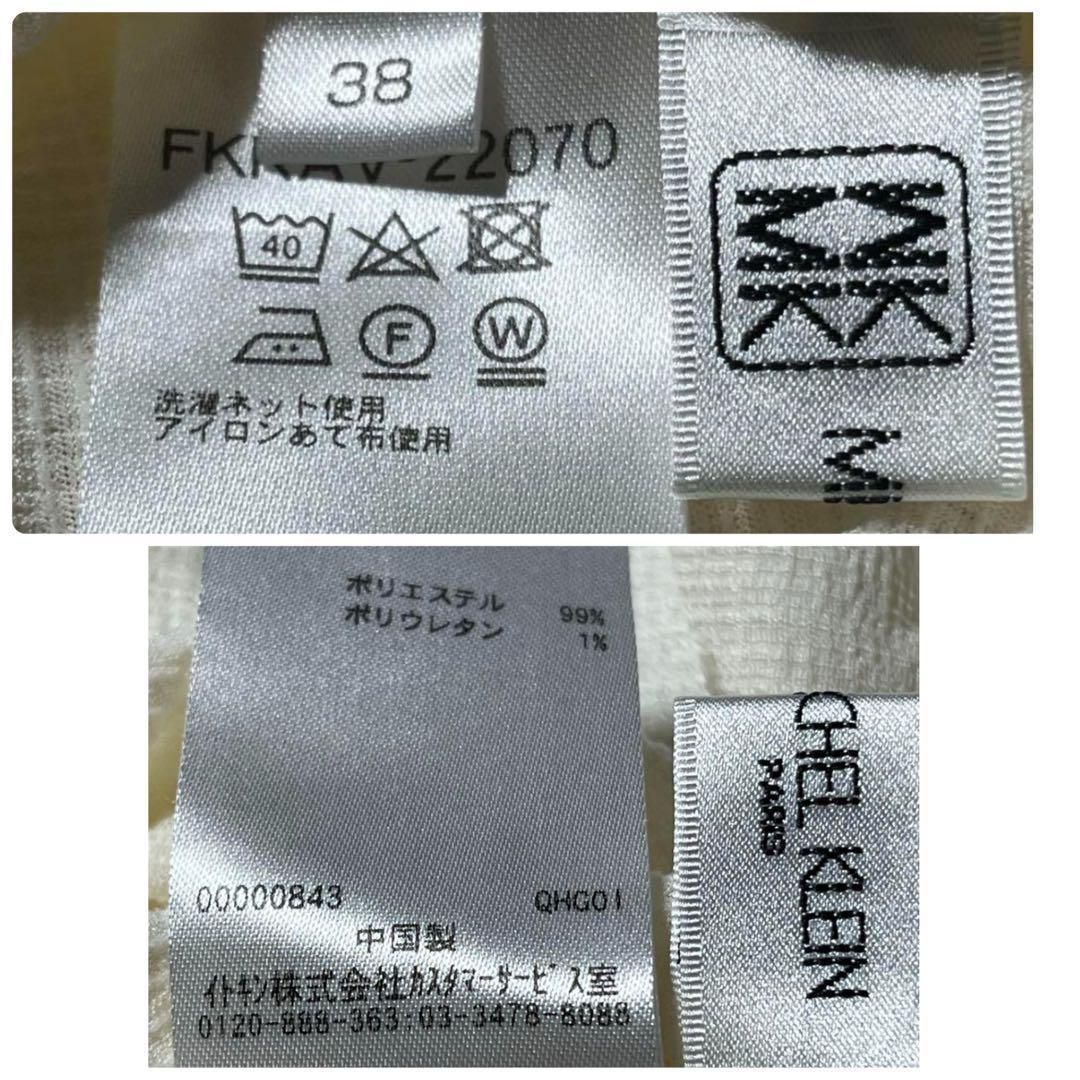 38
22070
40
F
W
洗濯ネット使用
アイロンあて布使用
MK
M
ポリエステル 99%
ポリウレタン 1%
00000843 QHG01
中国製
イトキン株式会社カスタマーサービス室
0120-888-363:03-3478-8088
CHEL KLEIN
PARIS